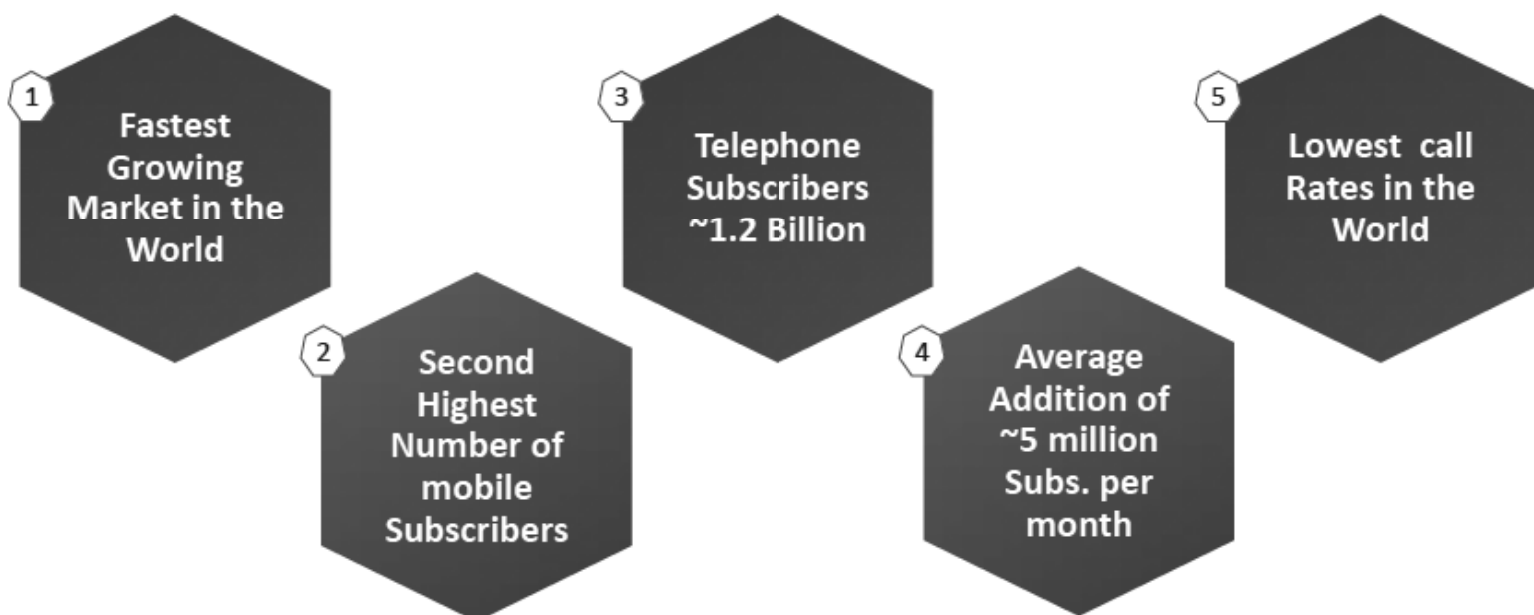 1
Fastest
Growing
Market in the
World
2
Second
Highest
Number of
mobile
Subscribers
3
Telephone
Subscribers
~1.2 Billion
4
Average
Addition of
~5 million
Subs. per
month
5
Lowest  call
Rates in the
World